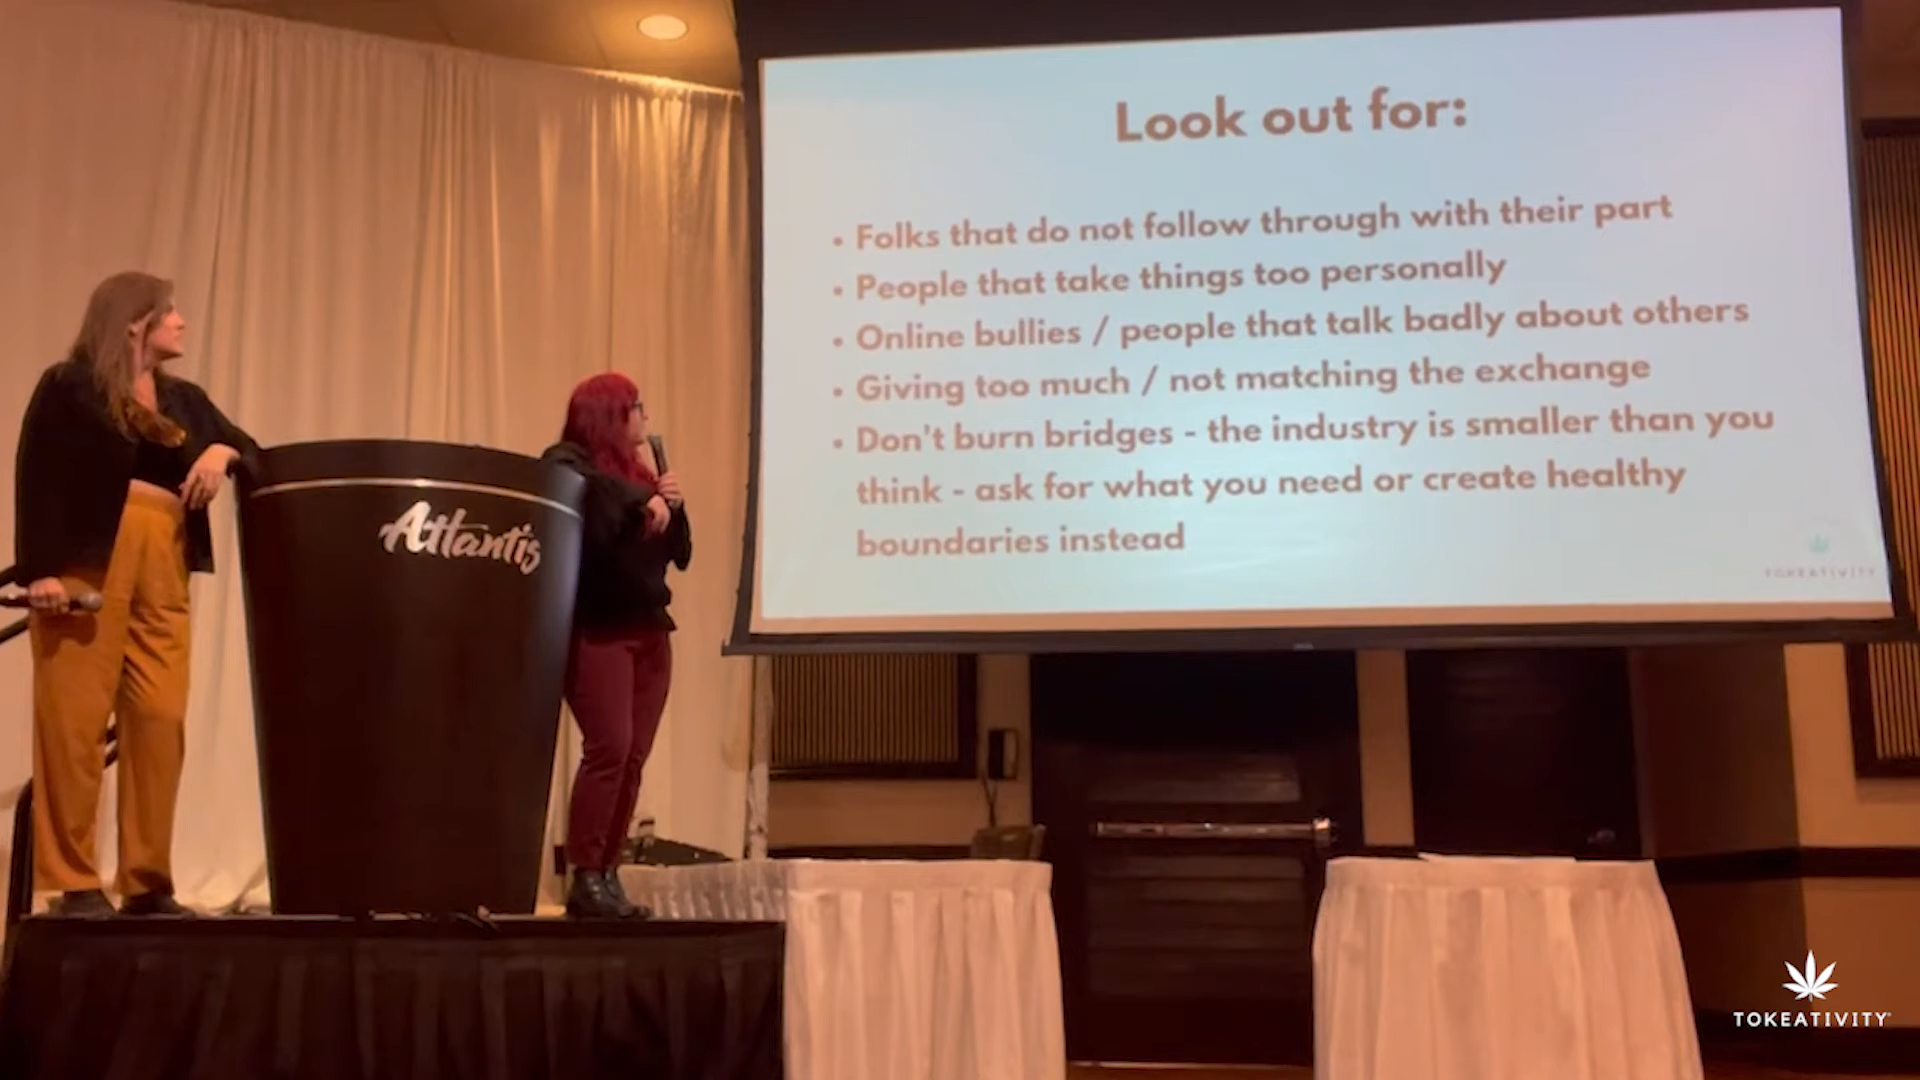 Look out for:
• Folks that do not follow through with their part
• People that take things too personally
• Online bullies / people that talk badly about others
• Giving too much / not matching the exchange
• Don't burn bridges - the industry is smaller than you
think - ask for what you need or create healthy
boundaries instead
TOKEATIVITY
Atlantis
TOKEATIVITY